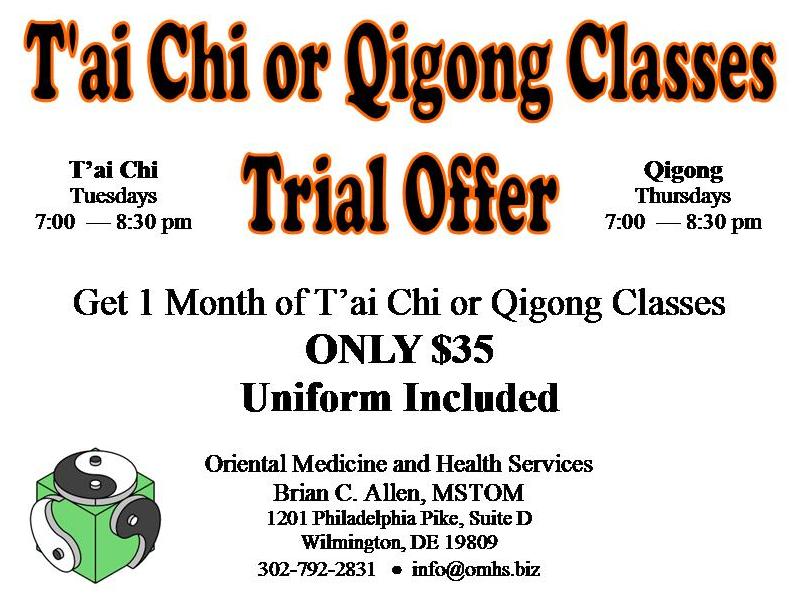 T'ai Chi or Qigong Classes
Trial Offer
T’ai Chi
Tuesdays
7:00 — 8:30 pm
Qigong
Thursdays
7:00 — 8:30 pm
Get 1 Month of T’ai Chi or Qigong Classes
ONLY $35
Uniform Included
Oriental Medicine and Health Services
Brian C. Allen, MSTOM
1201 Philadelphia Pike, Suite D
Wilmington, DE 19809
302-792-2831 • info@omhs.biz